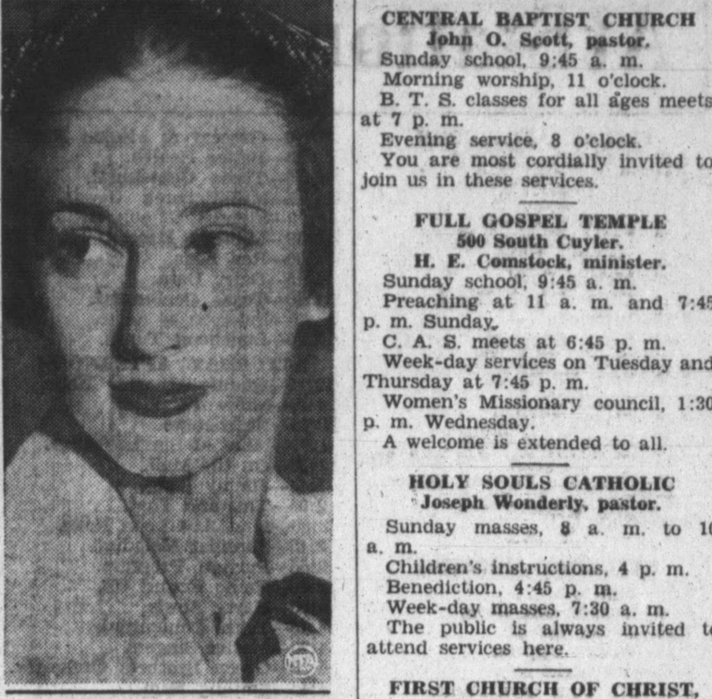 CENTRAL BAPTIST CHURCH
John O. Scott, pastor.
Sunday school, 9:45 a. m.
Morning worship, 11 o'clock.
B. T. S. classes for all ages meets
at 7 p. m.
Evening service, 8 o'clock.
You are most cordially invited to
join us in these services.
FULL GOSPEL TEMPLE
500 South Cuyler.
H. E. Comstock, minister.
Sunday school, 9:45 a. m.
Preaching at 11 a. m. and 7:45
p. m. Sunday.
C. A. S. meets at 6:45 p. m.
Week-day services on Tuesday and
Thursday at 7:45 p. m.
Women's Missionary council, 1:30
p. m. Wednesday.
A welcome is extended to all.
HOLY SOULS CATHOLIC
Joseph Wonderly, pastor.
Sunday masses, 8 a. m. to 10
a. m.
Children's instructions, 4 p. m.
Benediction, 4:45 p. m.
Week-day masses, 7:30 a. m.
The public is always invited to
attend services here.
FIRST CHURCH OF CHRIST,
NEA